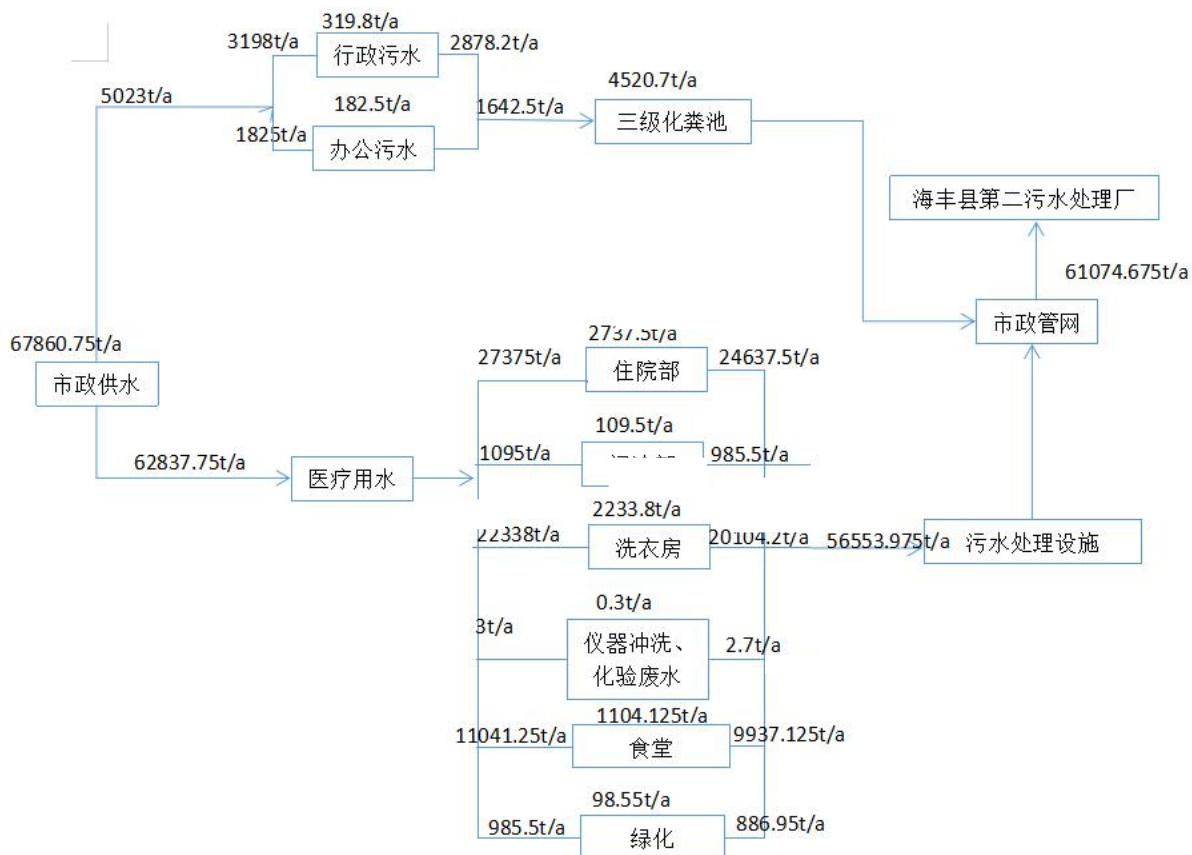 319.8t/a
3198t/a
行政污水
2878.2t/a
5023t/a
182.5t/a
1825t/a
办公污水
1642.5t/a
4520.7t/a
三级化粪池
海丰县第二污水处理厂
61074.675t/a
市政管网
67860.75t/a
市政供水
62837.75t/a
医疗用水
2737.5t/a
27375t/a
住院部
24637.5t/a
109.5t/a
1095t/a
985.5t/a
2233.8t/a
22338t/a
洗衣房
20104.2t/a
56553.975t/a
污水处理设施
0.3t/a
3t/a
仪器冲洗、
化验废水
2.7t/a
1104.125t/a
11041.25t/a
食堂
9937.125t/a
98.55t/a
985.5t/a
绿化
886.95t/a